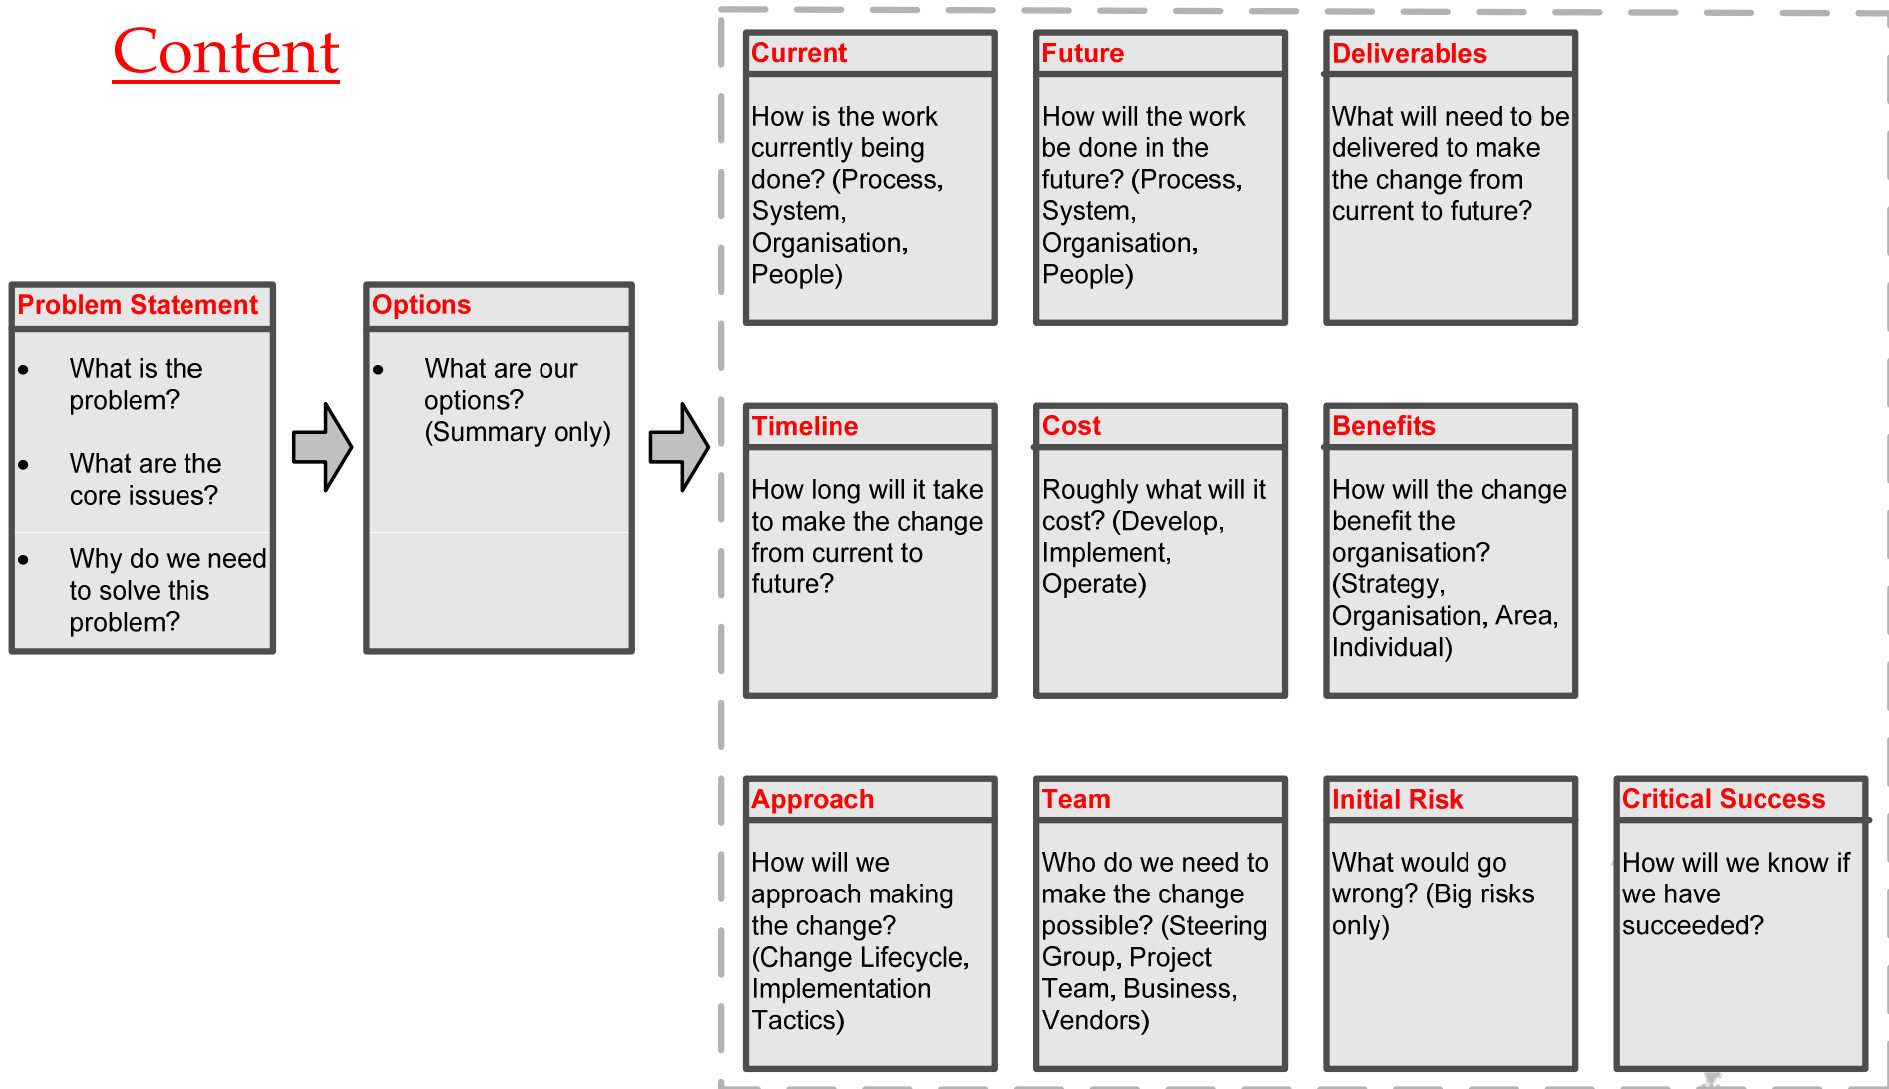 Content
Problem Statement
• What is the
problem?
• What are the
core issues?
• Why do we need
to solve this
problem?
Options
• What are our
options?
(Summary only)
Current
How is the work
currently being
done? (Process,
System,
Organisation,
People)
Future
How will the work
be done in the
future? (Process,
System,
Organisation,
People)
Deliverables
What will need to be
delivered to make
the change from
current to future?
Timeline
How long will it take
to make the change
from current to
future?
Cost
Roughly what will it
cost? (Develop,
Implement,
Operate)
Benefits
How will the change
benefit the
organisation?
(Strategy,
Organisation, Area,
Individual)
Approach
How will we
approach making
the change?
(Change Lifecycle,
Implementation
Tactics)
Team
Who do we need to
make the change
possible? (Steering
Group, Project
Team, Business,
Vendors)
Initial Risk
What would go
wrong? (Big risks
only)
Critical Success
How will we know if
we have
succeeded?